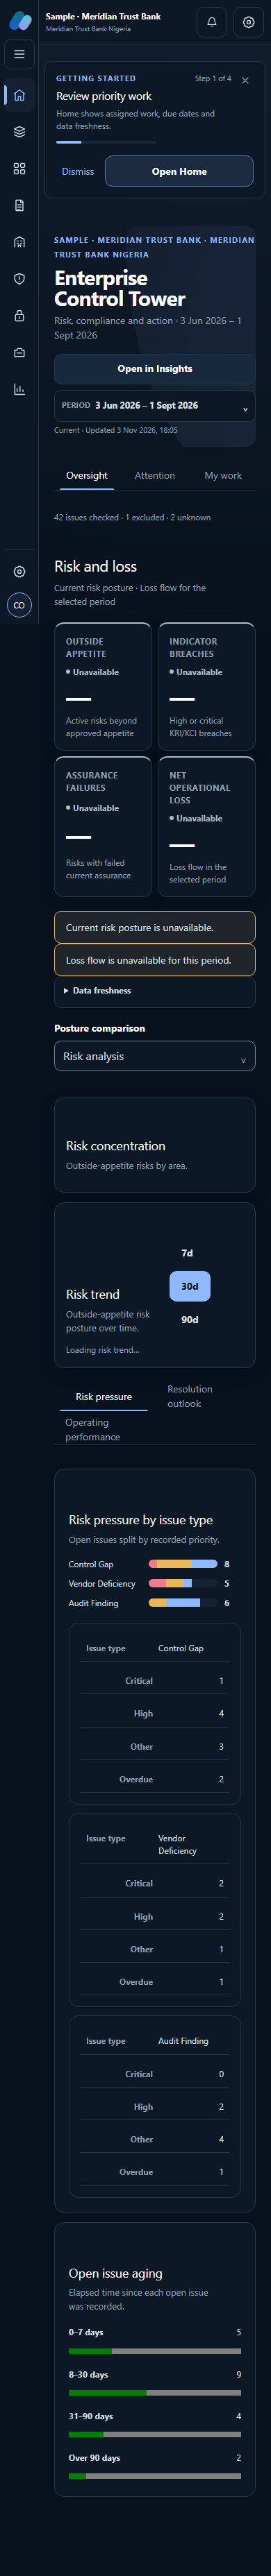 Sample · Meridian Trust Bank
Meridian Trust Bank Nigeria
GETTING STARTED
Step 1 of 4
Review priority work
Home shows assigned work, due dates and
data freshness.
Dismiss
Open Home
SAMPLE · MERIDIAN TRUST BANK · MERIDIAN
TRUST BANK NIGERIA
Enterprise
Control Tower
Risk, compliance and action · 3 Jun 2026 – 1
Sept 2026
Open in Insights
PERIOD 3 Jun 2026 – 1 Sept 2026
Current · Updated 3 Nov 2026, 18:05
Oversight
Attention
My work
42 issues checked · 1 excluded · 2 unknown
Risk and loss
Current risk posture · Loss flow for the
selected period
OUTSIDE
APPETITE
Unavailable
—
Active risks beyond
approved appetite
INDICATOR
BREACHES
Unavailable
—
High or critical
KRI/KCI breaches
ASSURANCE
FAILURES
Unavailable
—
Risks with failed
current assurance
NET
OPERATIONAL
LOSS
Unavailable
—
Loss flow in the
selected period
Current risk posture is unavailable.
Loss flow is unavailable for this period.
Data freshness
Posture comparison
Risk analysis
Risk concentration
Outside-appetite risks by area.
Risk trend
Outside-appetite risk
posture over time.
7d
30d
90d
Loading risk trend...
Risk pressure
Resolution
outlook
Operating
performance
Risk pressure by issue type
Open issues split by recorded priority.
Control Gap 8
Vendor Deficiency 5
Audit Finding 6
Issue type Control Gap
Critical 1
High 4
Other 3
Overdue 2
Issue type Vendor
Deficiency
Critical 2
High 2
Other 1
Overdue 1
Issue type Audit Finding
Critical 0
High 2
Other 4
Overdue 1
Open issue aging
Elapsed time since each open issue
was recorded.
0–7 days 5
8–30 days 9
31–90 days 4
Over 90 days 2
CO